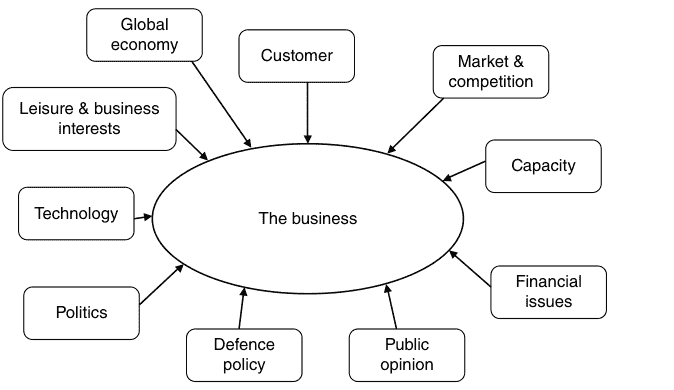 Global
economy
Customer
Market &
competition
Leisure & business
interests
Capacity
Technology
The business
Financial
issues
Politics
Defence
policy
Public
opinion